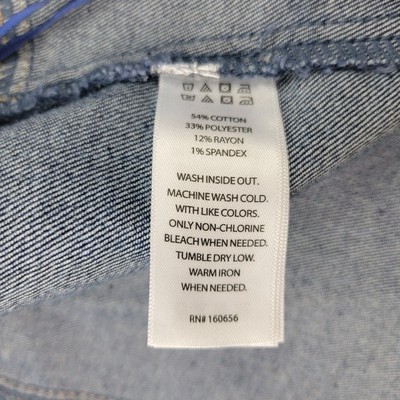 54% COTTON
33% POLYESTER
12% RAYON
1% SPANDEX
WASH INSIDE OUT.
MACHINE WASH COLD.
WITH LIKE COLORS.
ONLY NON-CHLORINE
BLEACH WHEN NEEDED.
TUMBLE DRY LOW.
WARM IRON
WHEN NEEDED.
RN# 160656